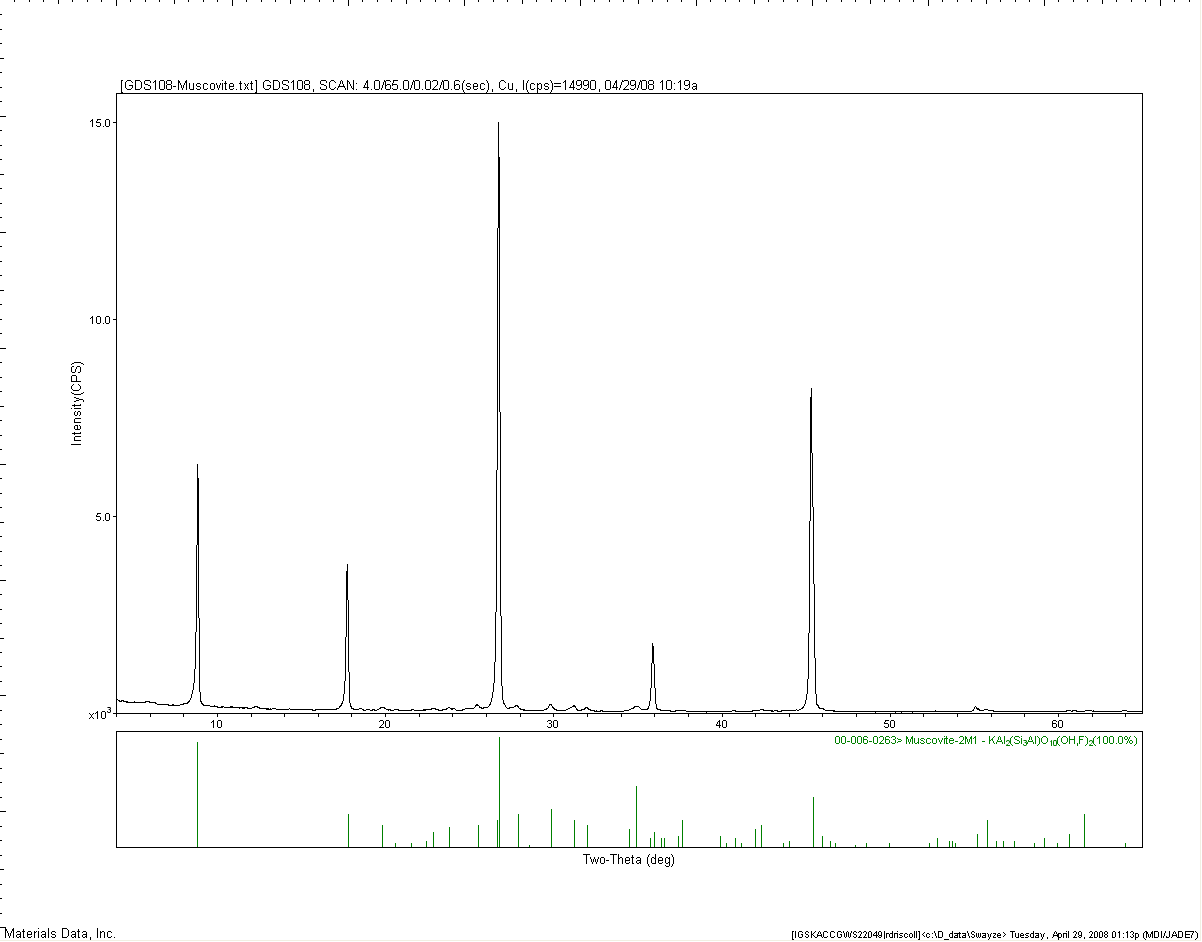 [GDS108-Muscovite.txt] GDS108, SCAN: 4.0/65.0/0.02/0.6(sec), Cu, I(cps)=14990, 04/29/08 10:19a
15.0
10.0
Intensity(CPS)
5.0
x10³
10 20 30 40 50 60
00-006-0263> Muscovite-2M1 - KAl₂(Si₃Al)O₁₀(OH,F)₂(100.0%)
Two-Theta (deg)
Materials Data, Inc.
[IGSKACCGWS22049|rdriscoll]<c:\D_data\Swayze> Tuesday, April 29, 2008 01:13p (MDI/JADE7)